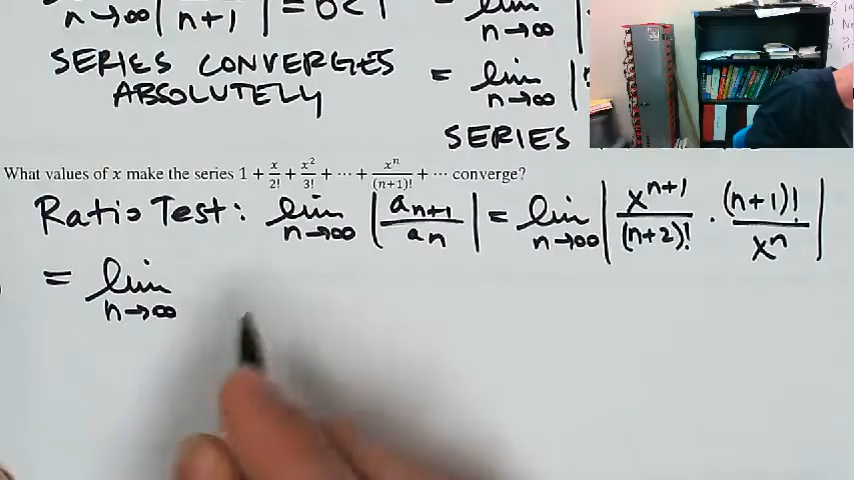 lim n→∞ | n+1 | = 0 < 1
= lim n→∞ |
SERIES CONVERGES
ABSOLUTELY
= lim n→∞ |
SERIES
What values of x make the series 1 + x/2! + x²/3! + ··· + xⁿ/(n+1)! + ··· converge?
Ratio Test: lim n→∞ | aₙ₊₁/aₙ | = lim n→∞ | xⁿ⁺¹/(n+2)! · (n+1)!/xⁿ |
= lim n→∞